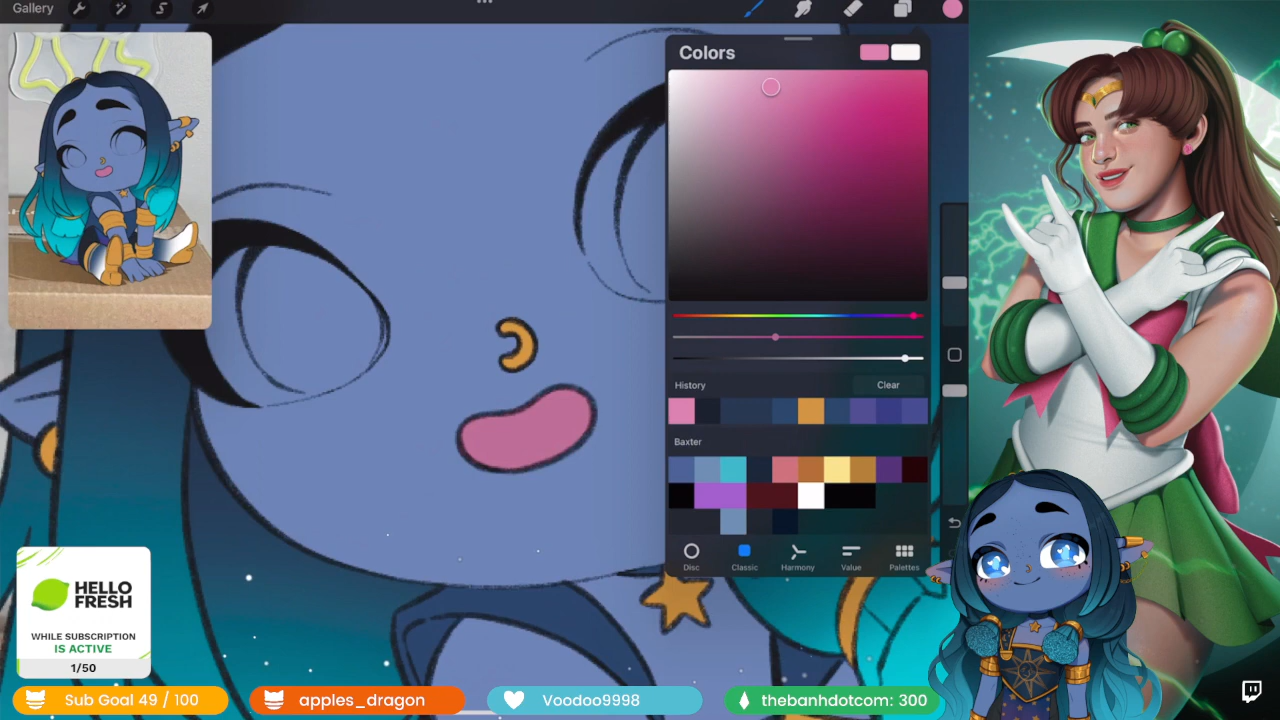 Gallery
Colors
History
Clear
Baxter
Disc
Classic
Harmony
Value
Palettes
HELLO
FRESH
WHILE SUBSCRIPTION
IS ACTIVE
1/50
Sub Goal 49 / 100
apples_dragon
Voodoo9998
thebanhdotcom: 300